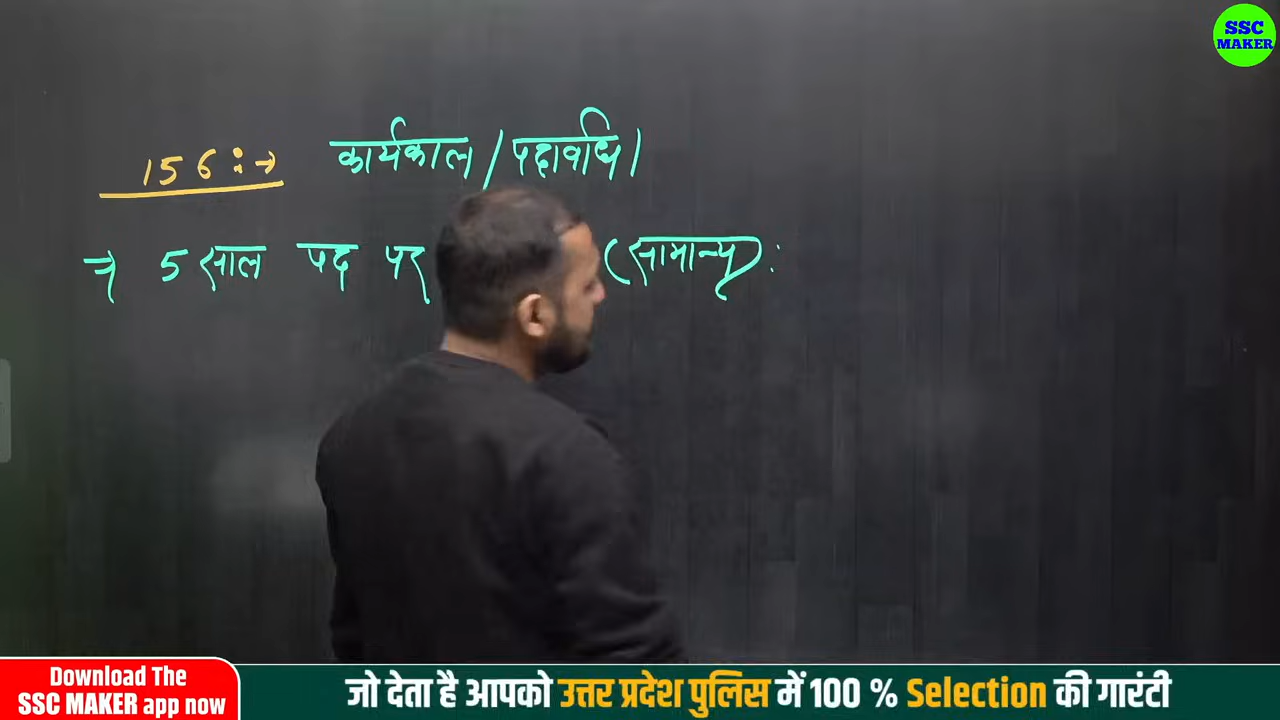 SSC
MAKER
156:→ कार्यकाल/पदावधि।
→ 5 साल पद पर (सामान्य:
Download The
SSC MAKER app now
जो देता है आपको उत्तर प्रदेश पुलिस में 100 % Selection की गारंटी